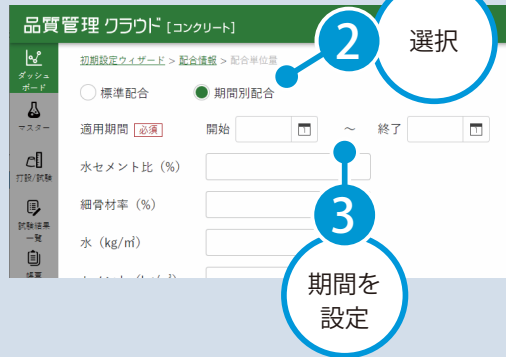 品質管理クラウド [コンクリート]
2
選択
初期設定ウィザード > 配合情報 > 配合単位量
ダッシュ
ボード
標準配合
期間別配合
マスター
適用期間 必須
開始
～
終了
打設/試験
水セメント比（%）
細骨材率（%）
3
試験結果
一覧
水（kg/㎥）
期間を
設定